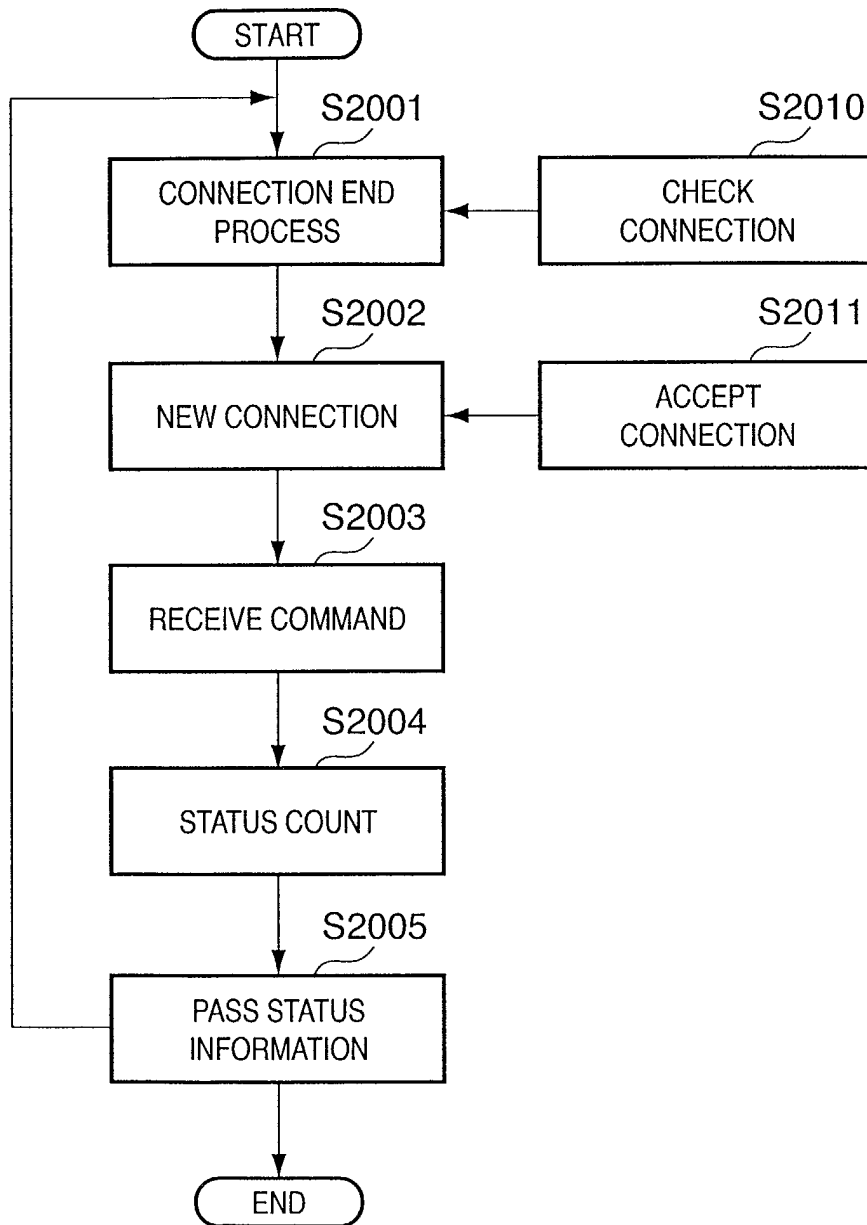 START
S2001
CONNECTION END
PROCESS
S2010
CHECK
CONNECTION
S2002
NEW CONNECTION
S2011
ACCEPT
CONNECTION
S2003
RECEIVE COMMAND
S2004
STATUS COUNT
S2005
PASS STATUS
INFORMATION
END